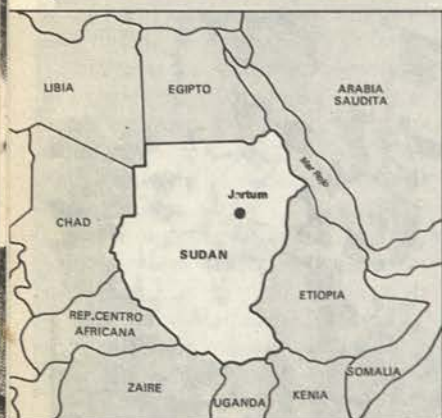 LIBIA
EGIPTO
ARABIA
SAUDITA
Mar Rojo
Jartum
CHAD
SUDAN
ETIOPIA
REP.CENTRO
AFRICANA
SOMALIA
ZAIRE
UGANDA
KENIA